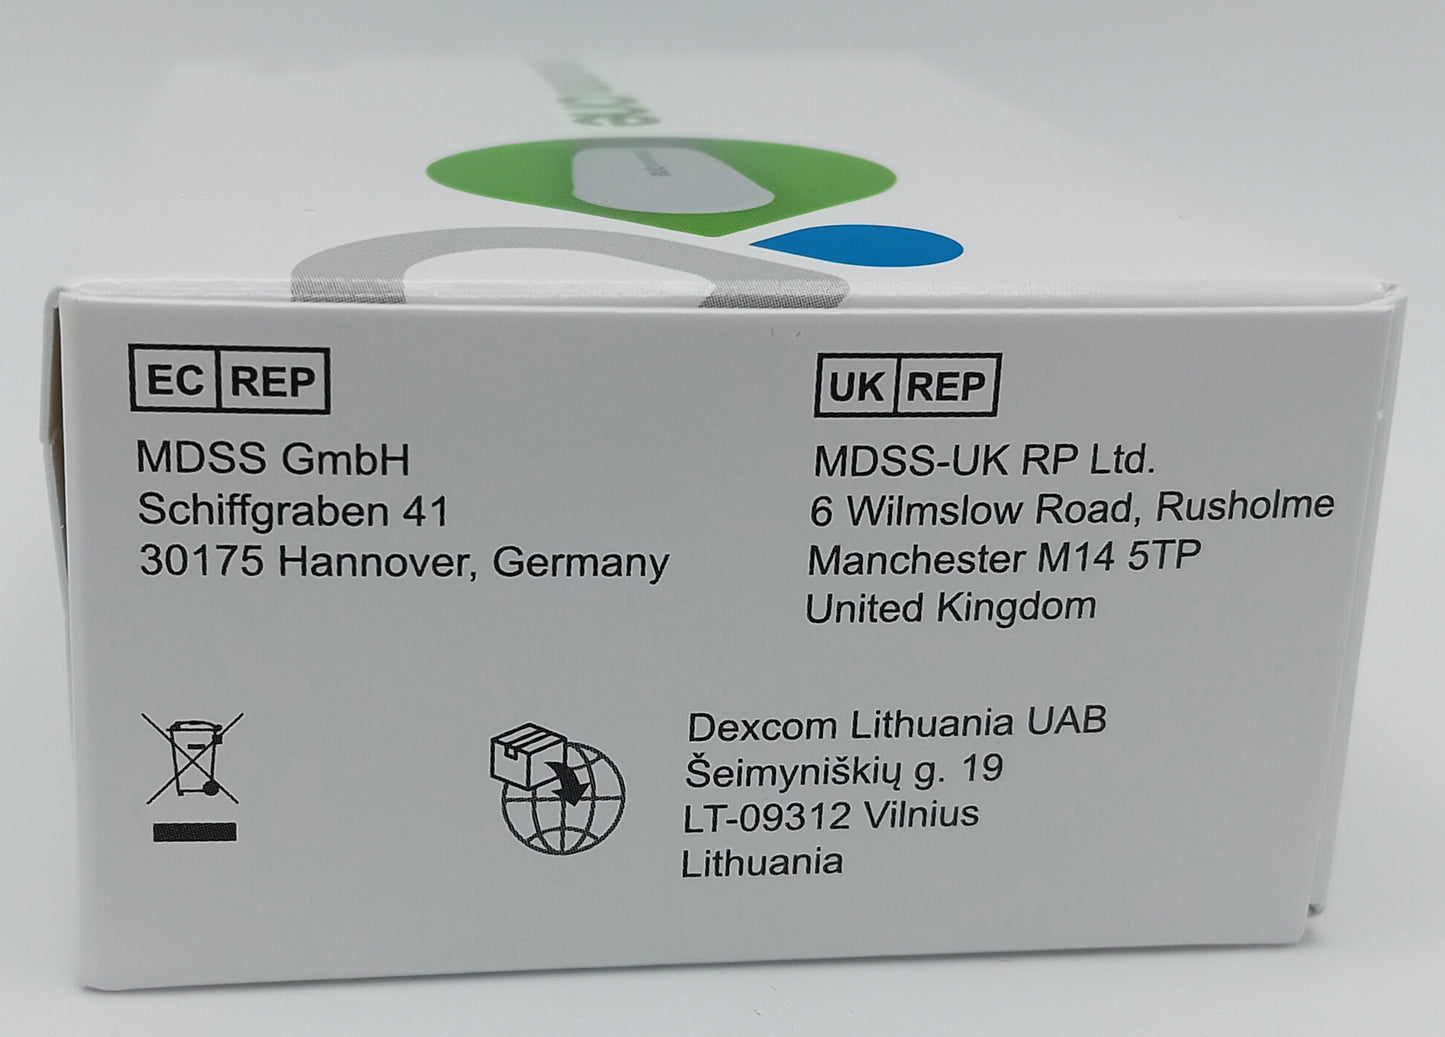 EC REP
MDSS GmbH
Schiffgraben 41
30175 Hannover, Germany
UK REP
MDSS-UK RP Ltd.
6 Wilmslow Road, Rusholme
Manchester M14 5TP
United Kingdom
Dexcom Lithuania UAB
Šeimyniškių g. 19
LT-09312 Vilnius
Lithuania